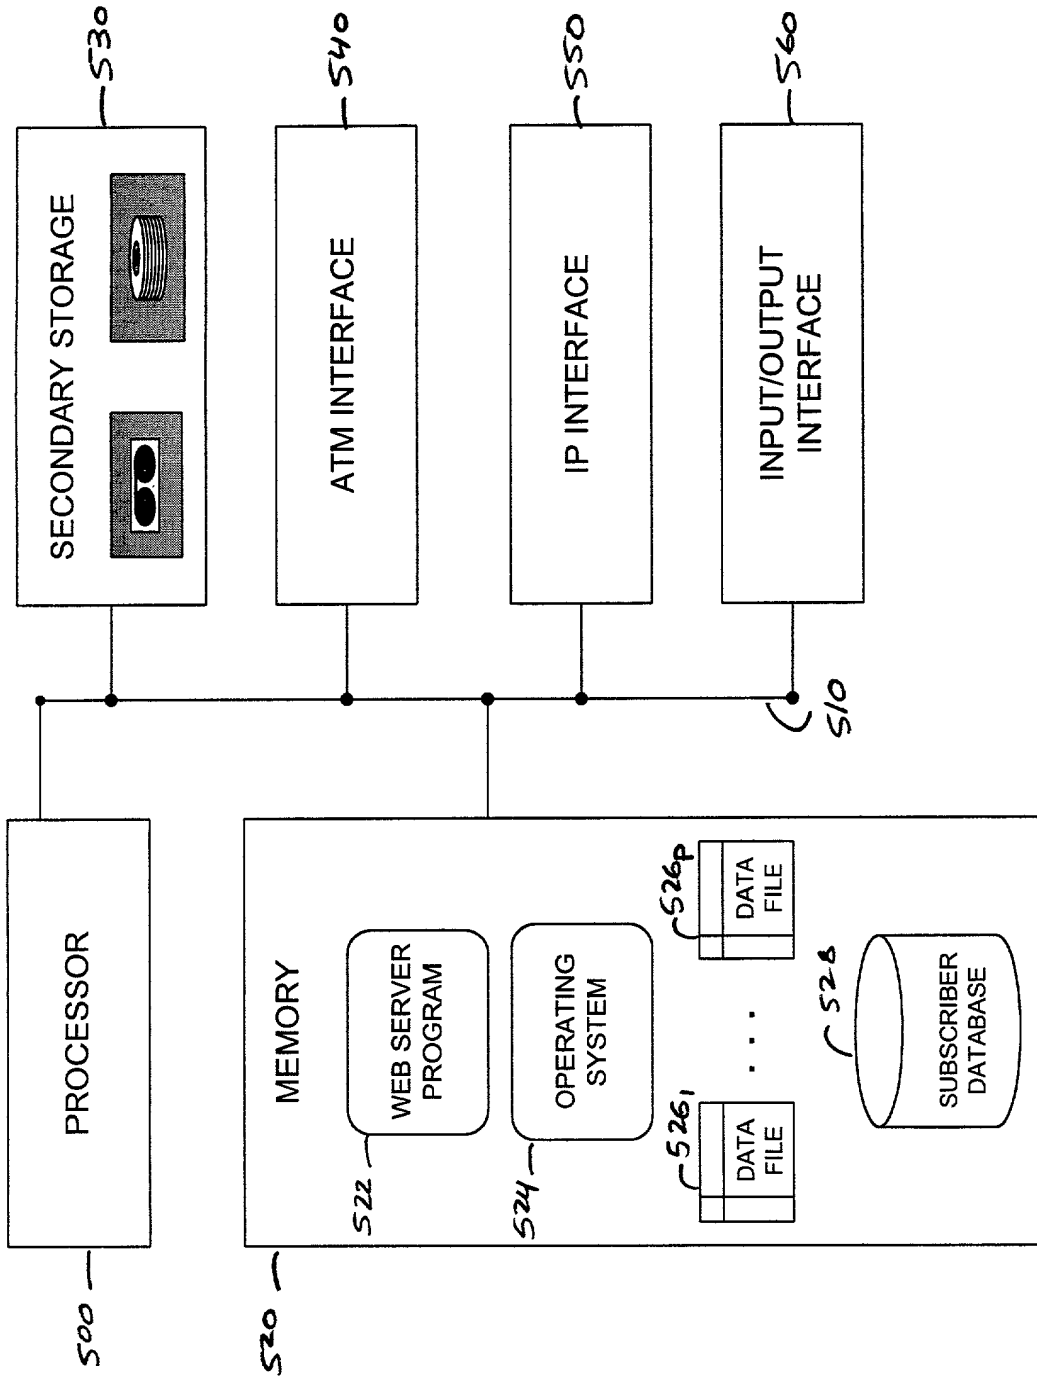 500
PROCESSOR
520
MEMORY
522
WEB SERVER
PROGRAM
524
OPERATING
SYSTEM
526₁
DATA
FILE
. . .
526p
DATA
FILE
528
SUBSCRIBER
DATABASE
510
530
SECONDARY STORAGE
540
ATM INTERFACE
550
IP INTERFACE
560
INPUT/OUTPUT
INTERFACE